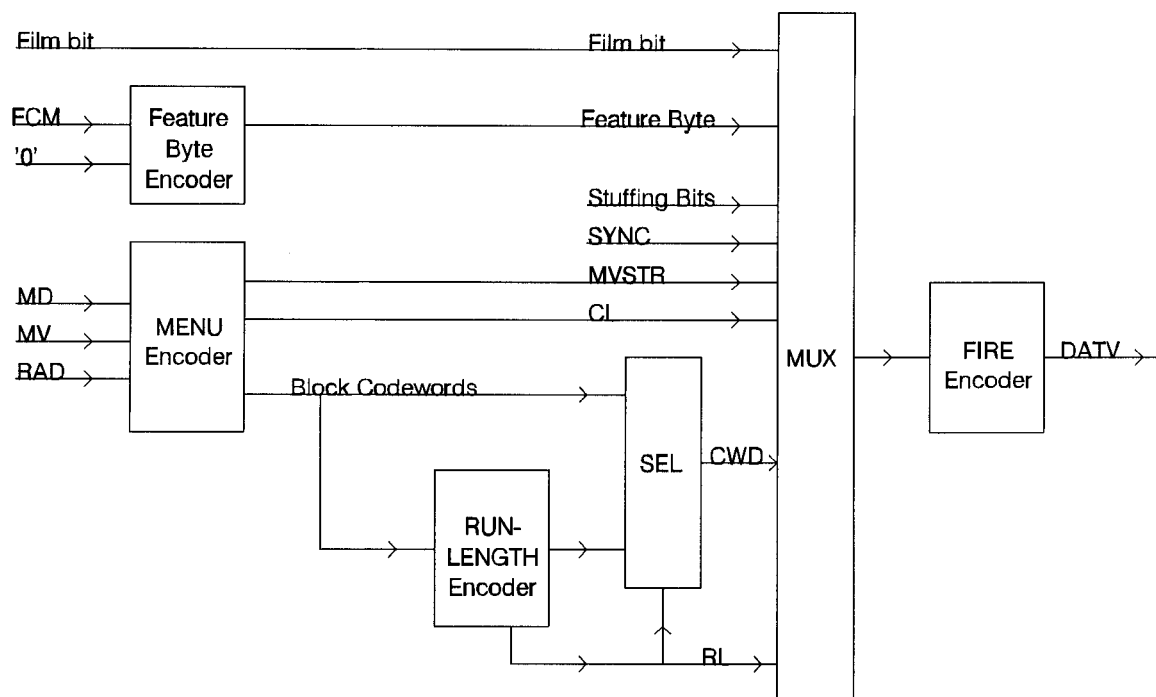 Film bit
Film bit
FCM
'0'
Feature
Byte
Encoder
Feature Byte
Stuffing Bits
SYNC
MVSTR
CL
MD
MV
RAD
MENU
Encoder
Block Codewords
SEL
CWD
RUN-
LENGTH
Encoder
RL
MUX
FIRE
Encoder
DATV